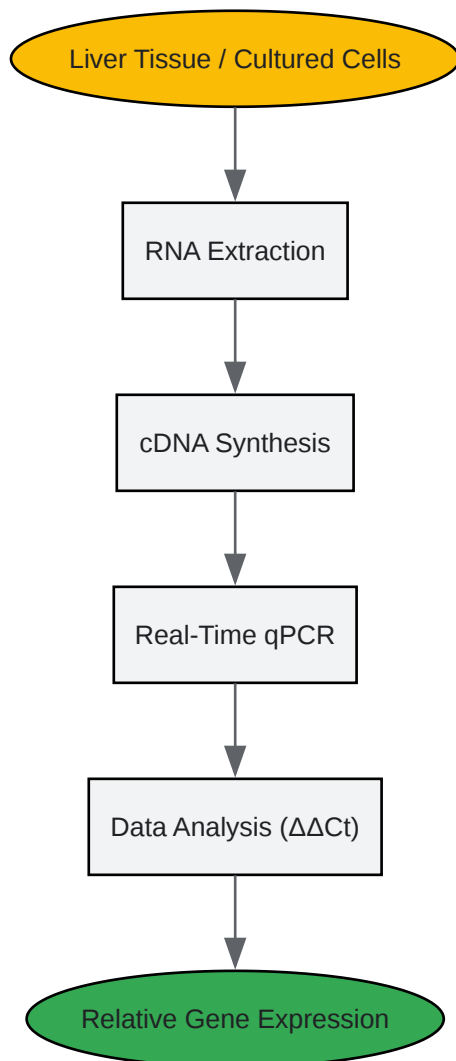 Liver Tissue / Cultured Cells
RNA Extraction
cDNA Synthesis
Real-Time qPCR
Data Analysis (ΔΔCt)
Relative Gene Expression